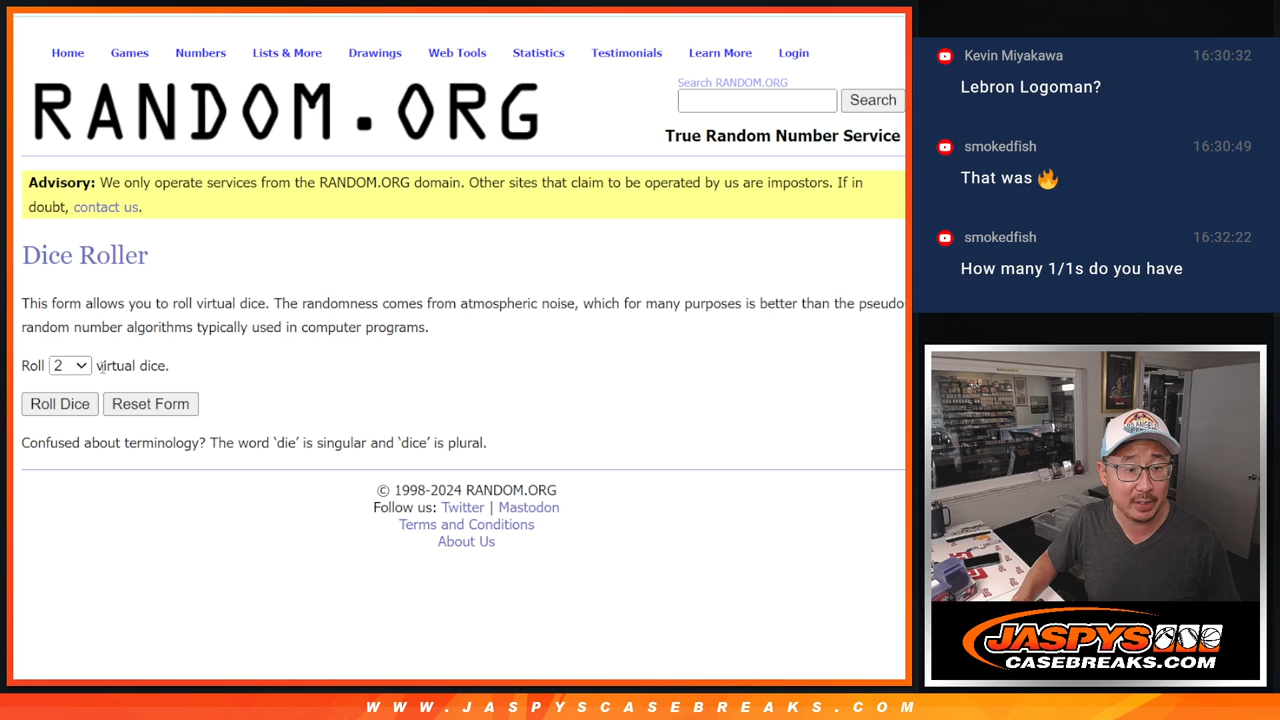 Home Games Numbers Lists & More Drawings Web Tools Statistics Testimonials Learn More Login
RANDOM.ORG
Search RANDOM.ORG
Search
True Random Number Service
Advisory: We only operate services from the RANDOM.ORG domain. Other sites that claim to be operated by us are impostors. If in
doubt, contact us.
Dice Roller
This form allows you to roll virtual dice. The randomness comes from atmospheric noise, which for many purposes is better than the pseudo-
random number algorithms typically used in computer programs.
Roll 2 virtual dice.
Roll Dice Reset Form
Confused about terminology? The word ‘die’ is singular and ‘dice’ is plural.
© 1998-2024 RANDOM.ORG
Follow us: Twitter | Mastodon
Terms and Conditions
About Us
Kevin Miyakawa 16:30:32
Lebron Logoman?
smokedfish 16:30:49
That was 🔥
smokedfish 16:32:22
How many 1/1s do you have
JASPYS
CASEBREAKS.COM
WWW.JASPYSCASEBREAKS.COM